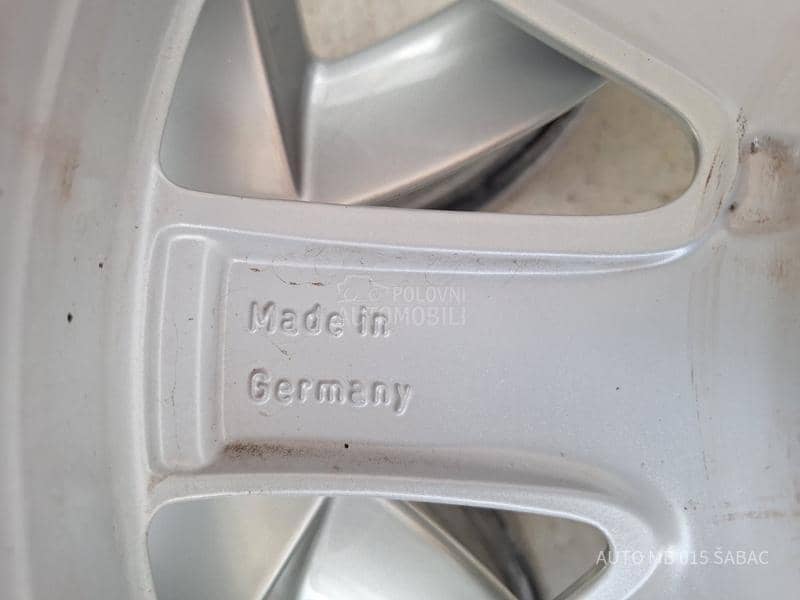 POLOVNI
AUTOMOBILI
Made in
Germany
AUTO MB 015 ŠABAC